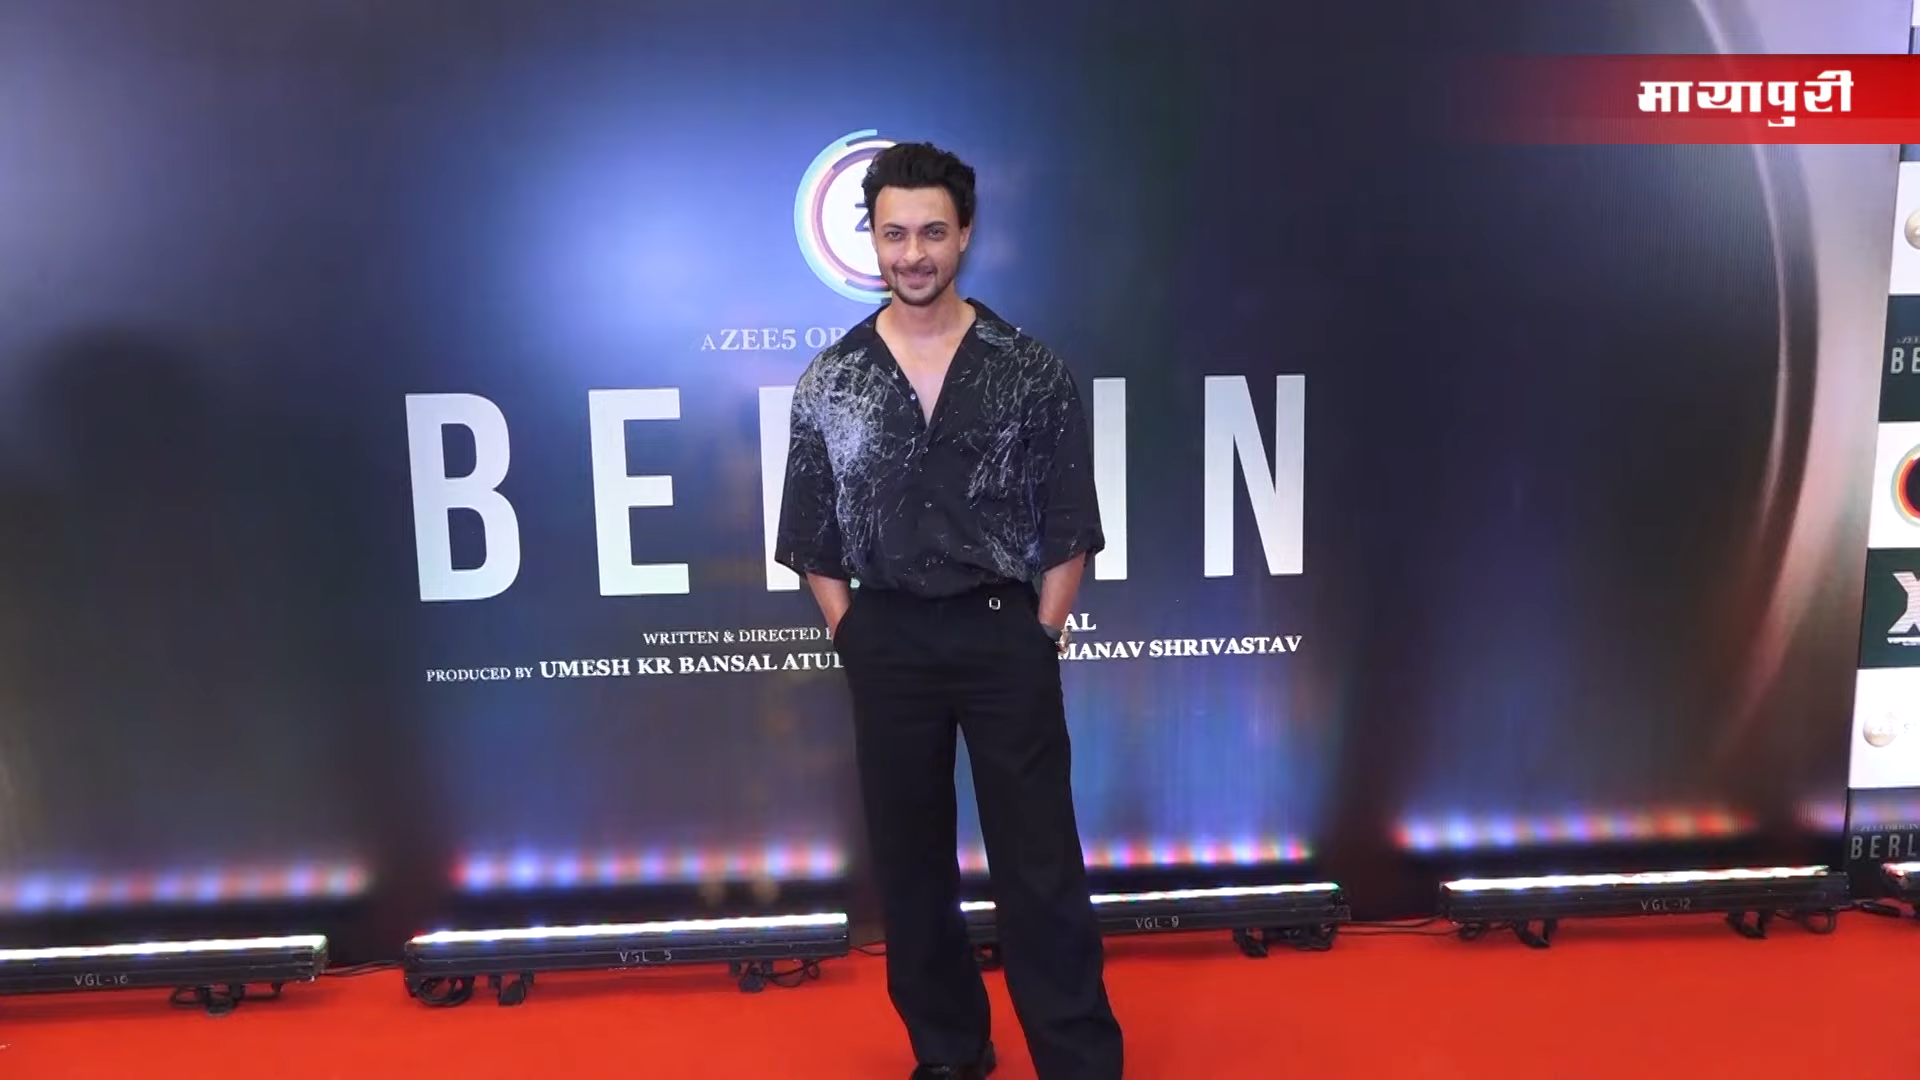 मायापुरी
A ZEE5 OR
BE IN
WRITTEN & DIRECTED
AL
PRODUCED BY UMESH KR BANSAL ATUL MANAV SHRIVASTAV
BE
BERL
VGL-16
VGL 5
VGL-9
VGL-12